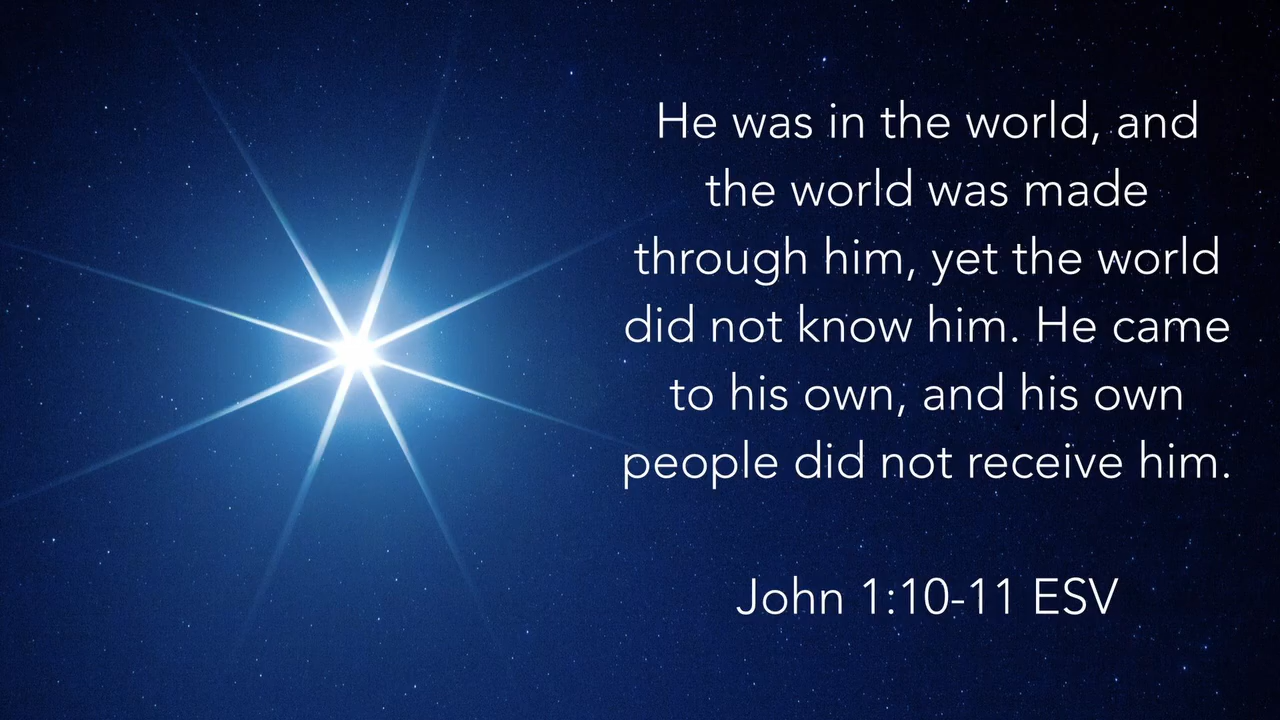 He was in the world, and
the world was made
through him, yet the world
did not know him. He came
to his own, and his own
people did not receive him.
John 1:10-11 ESV